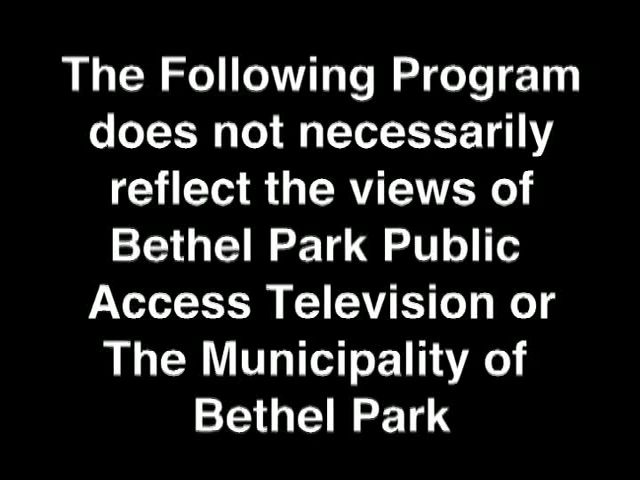 The Following Program
does not necessarily
reflect the views of
Bethel Park Public
Access Television or
The Municipality of
Bethel Park